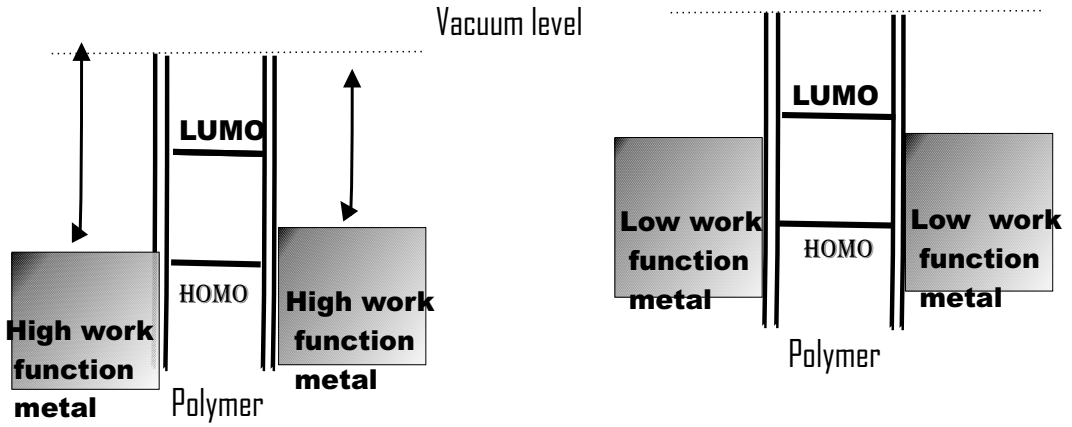 Vacuum level
LUMO
HOMO
High work
function
metal
High work
function
metal
Polymer
LUMO
HOMO
Low work
function
metal
Low work
function
metal
Polymer